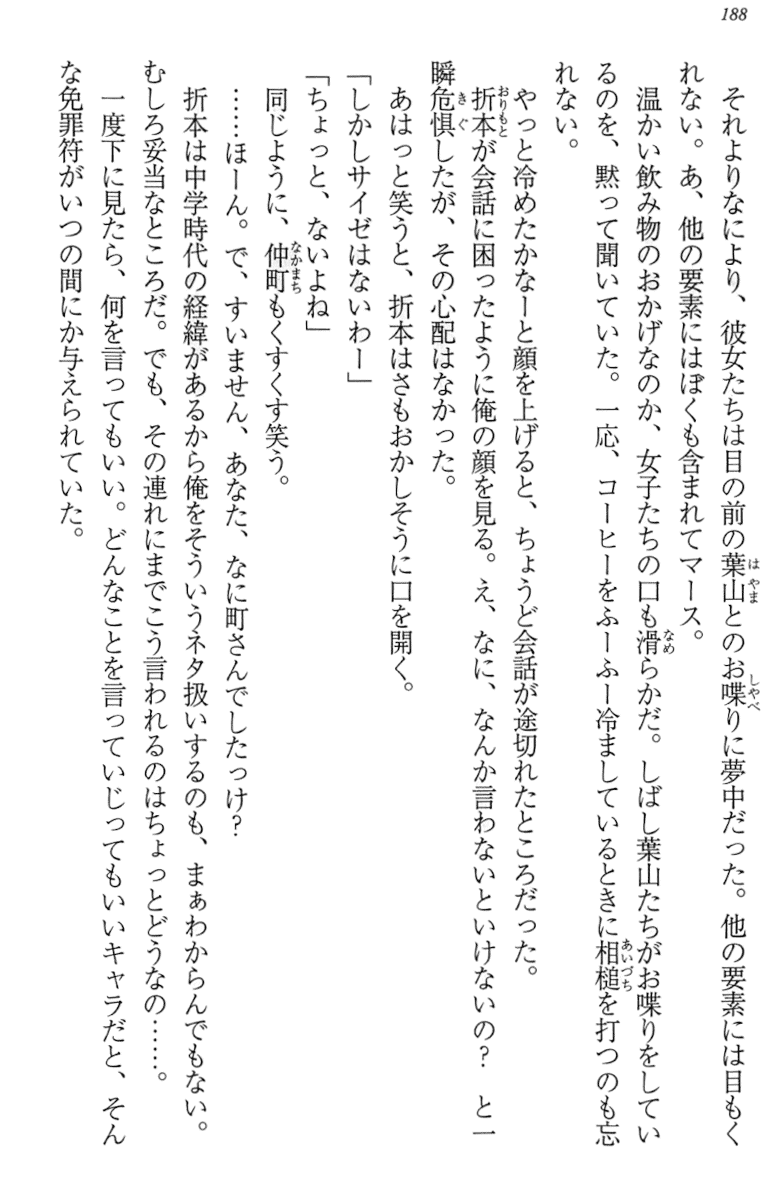 188
それよりなにより、彼女たちは目の前の葉山とのお喋りに夢中だった。他の要素には目もく
れない。あ、他の要素にはぼくも含まれてマース。
温かい飲み物のおかげなのか、女子たちの口も滑らかだ。しばし葉山たちがお喋りをしてい
るのを、黙って聞いていた。一応、コーヒーをふーふー冷ましているときに相槌を打つのも忘
れない。
やっと冷めたかなーと顔を上げると、ちょうど会話が途切れたところだった。
折本が会話に困ったように俺の顔を見る。え、なに、なんか言わないといけないの？　と一
瞬危惧したが、その心配はなかった。
あはっと笑うと、折本はさもおかしそうに口を開く。
「しかしサイゼはないわー」
「ちょっと、ないよね」
同じように、仲町もくすくす笑う。
……ほーん。で、すいません、あなた、なに町さんでしたっけ？
折本は中学時代の経緯があるから俺をそういうネタ扱いするのも、まぁわからんでもない。
むしろ妥当なところだ。でも、その連れにまでこう言われるのはちょっとどうなの……。
一度下に見たら、何を言ってもいい。どんなことを言っていじってもいいキャラだと、そん
な免罪符がいつの間にか与えられていた。